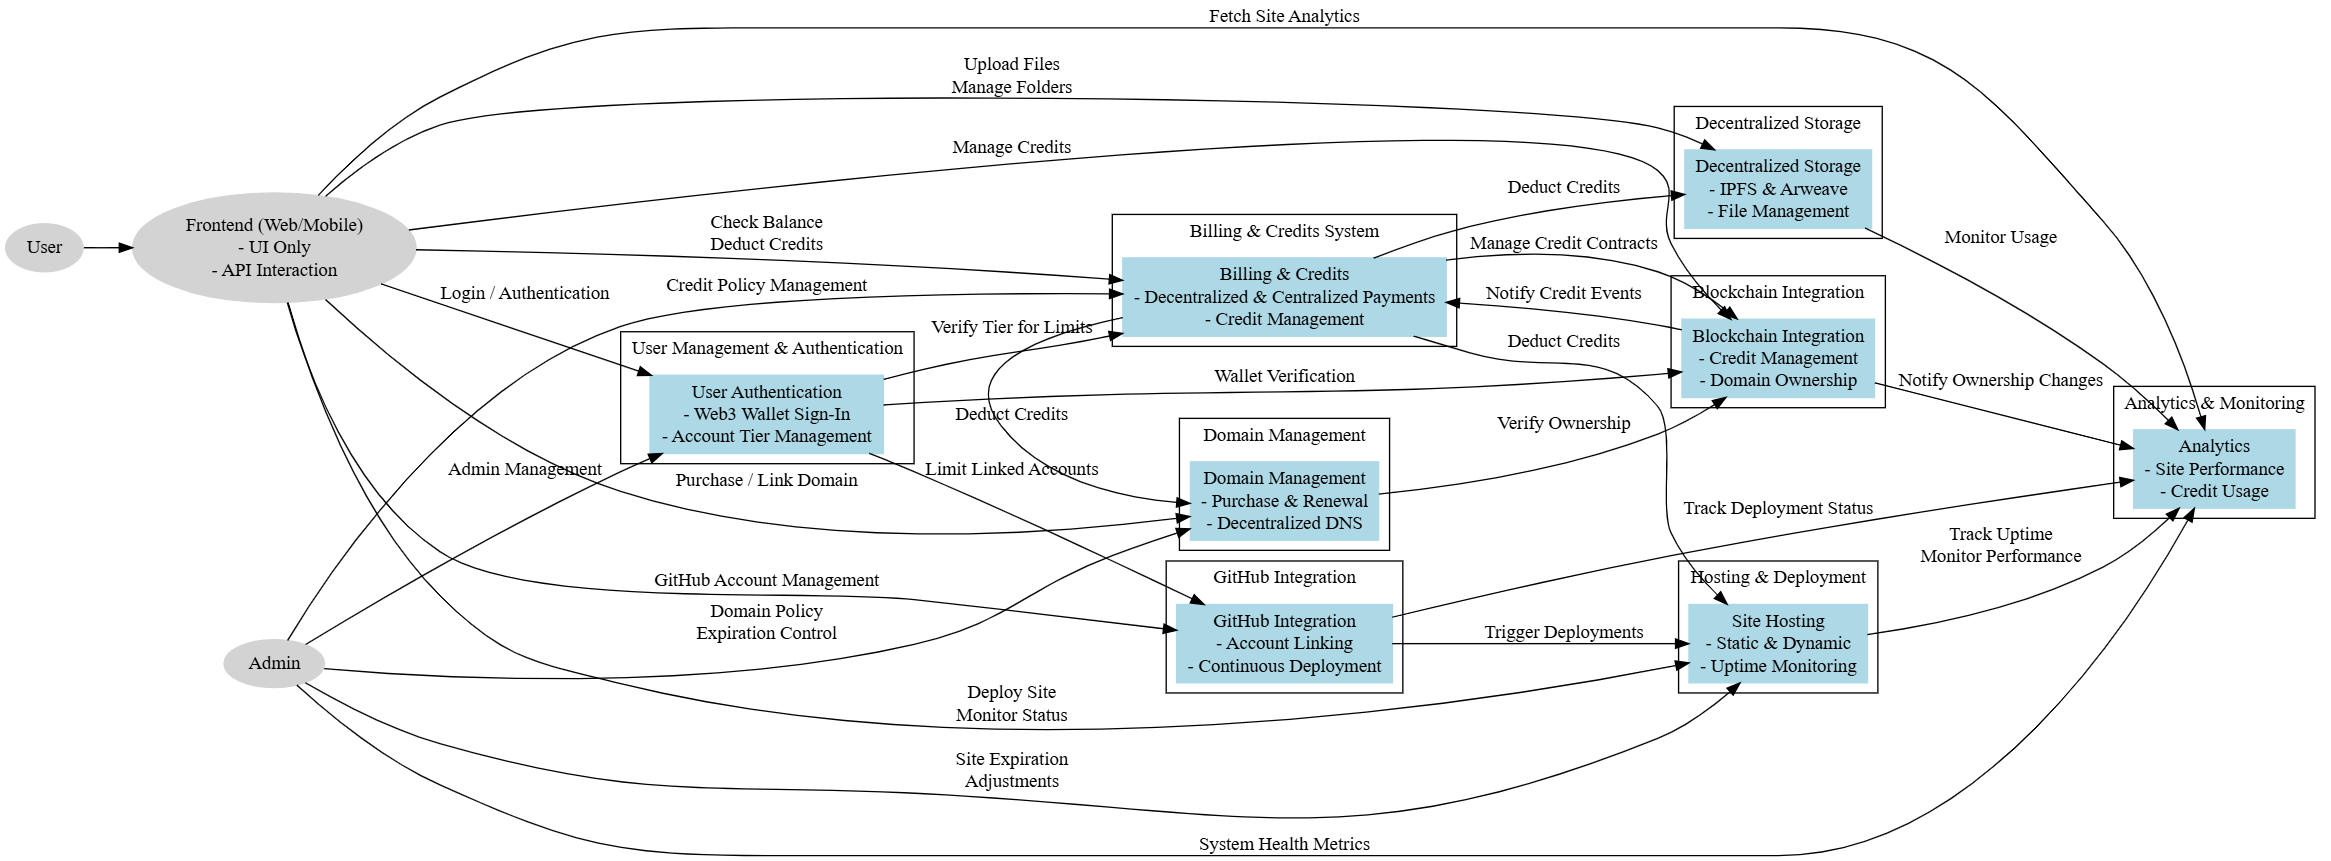 Fetch Site Analytics
Upload Files
Manage Folders
Manage Credits
User
Frontend (Web/Mobile)
- UI Only
- API Interaction
Check Balance
Deduct Credits
Credit Policy Management
Login / Authentication
Verify Tier for Limits
User Management & Authentication
User Authentication
- Web3 Wallet Sign-In
- Account Tier Management
Admin Management
Purchase / Link Domain
GitHub Account Management
Domain Policy
Expiration Control
Admin
Deploy Site
Monitor Status
Site Expiration
Adjustments
System Health Metrics
Deduct Credits
Limit Linked Accounts
Billing & Credits System
Billing & Credits
- Decentralized & Centralized Payments
- Credit Management
Wallet Verification
Domain Management
Domain Management
- Purchase & Renewal
- Decentralized DNS
GitHub Integration
GitHub Integration
- Account Linking
- Continuous Deployment
Deduct Credits
Manage Credit Contracts
Notify Credit Events
Deduct Credits
Verify Ownership
Trigger Deployments
Decentralized Storage
Decentralized Storage
- IPFS & Arweave
- File Management
Blockchain Integration
Blockchain Integration
- Credit Management
- Domain Ownership
Track Deployment Status
Hosting & Deployment
Site Hosting
- Static & Dynamic
- Uptime Monitoring
Monitor Usage
Notify Ownership Changes
Track Uptime
Monitor Performance
Analytics & Monitoring
Analytics
- Site Performance
- Credit Usage